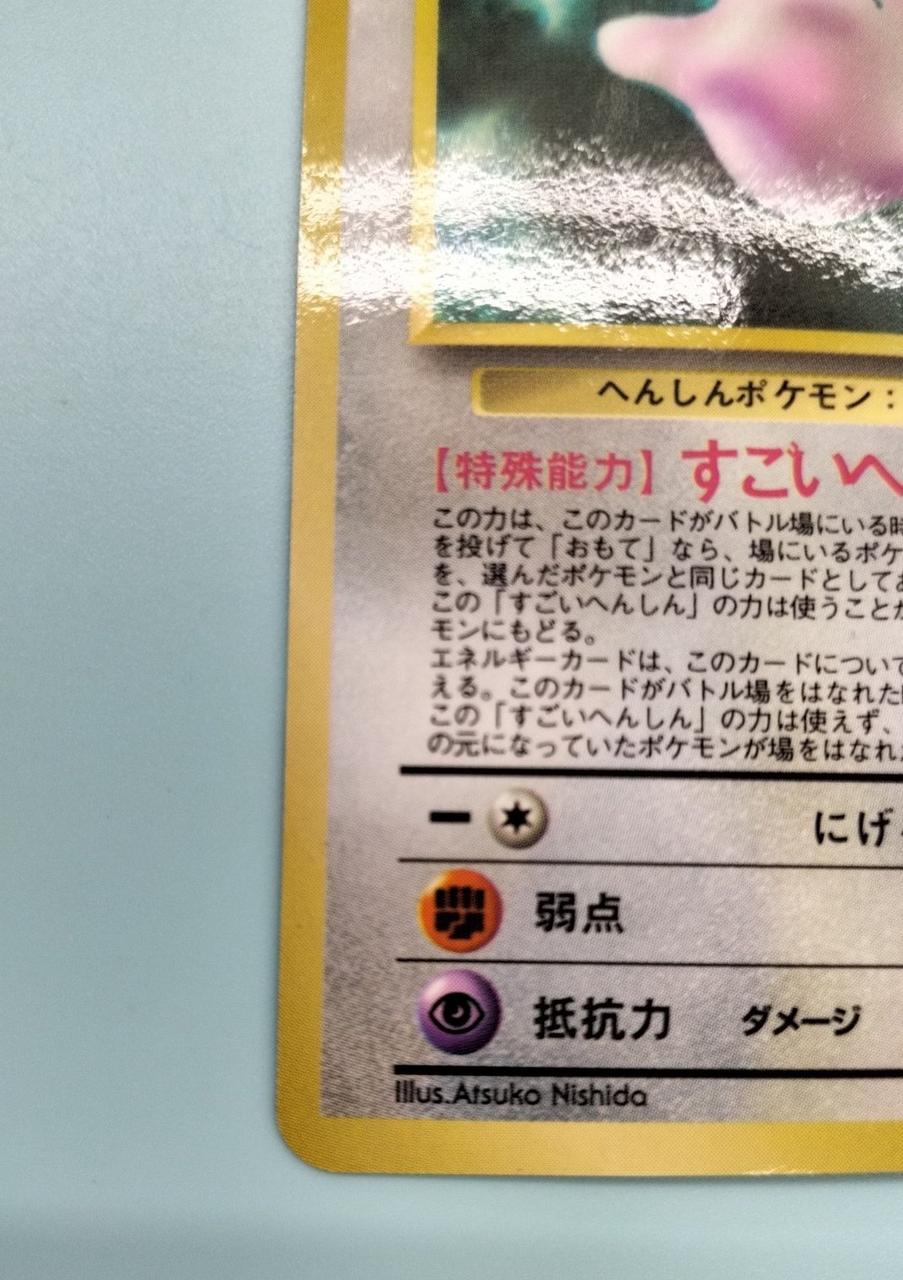 へんしんポケモン：
【特殊能力】すごいへ
この力は、このカードがバトル場にいる時
を投げて「おもて」なら、場にいるポケ
を、選んだポケモンと同じカードとしてお
この「すごいへんしん」の力は使うことが
モンにもどる。
エネルギーカードは、このカードについて
える。このカードがバトル場をはなれた
この「すごいへんしん」の力は使えず、
の元になっていたポケモンが場をはなれ
ー にげ
弱点
抵抗力 ダメージ
Illus.Atsuko Nishida